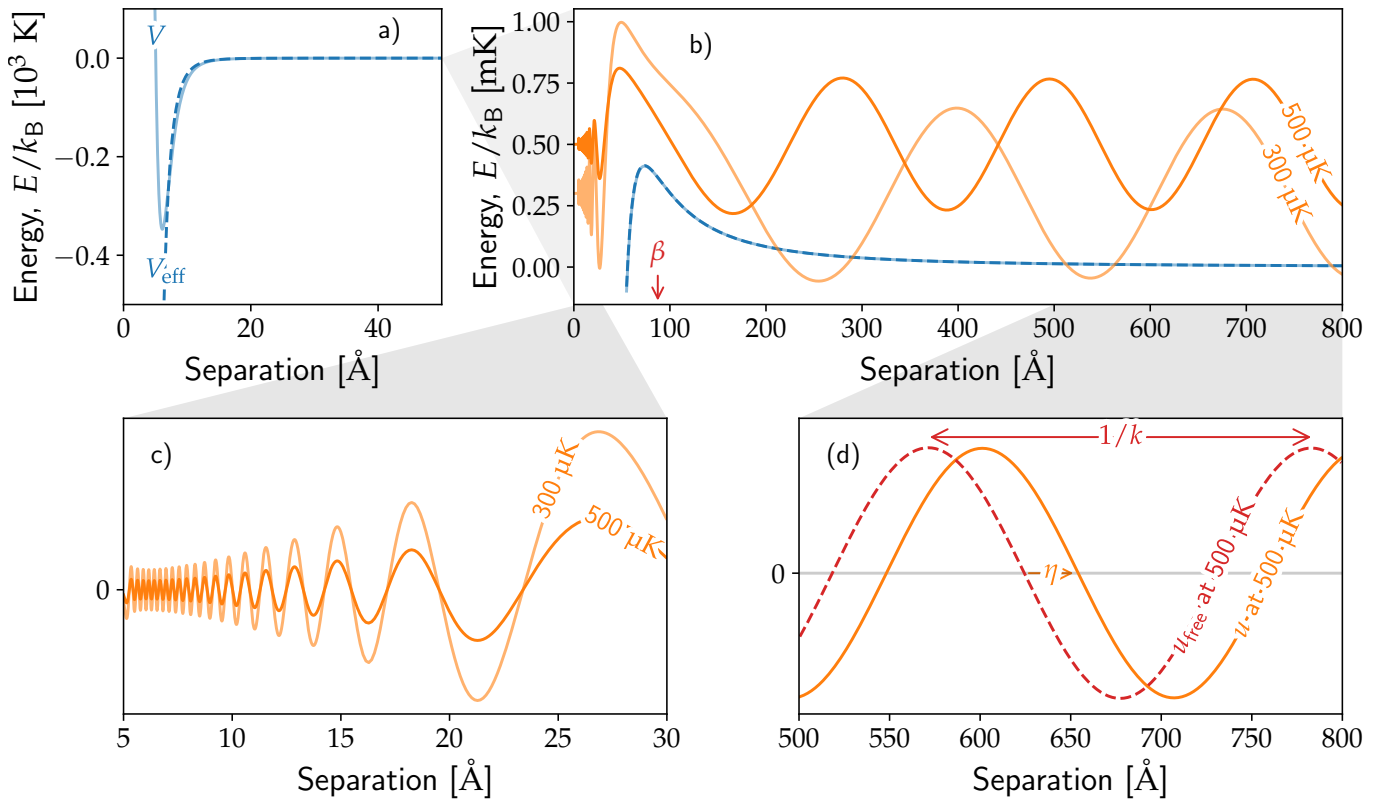 a)
V
V_eff
Energy, E/k_B [10^3 K]
0.0
−0.2
−0.4
0 20 40
Separation [Å]
b)
Energy, E/k_B [mK]
1.00
0.75
0.50
0.25
0.00
β
500 µK
300 µK
0 100 200 300 400 500 600 700 800
Separation [Å]
c)
300 µK
500 µK
0
5 10 15 20 25 30
Separation [Å]
(d)
1/k
η
u_free at 500 µK
u at 500 µK
0
500 550 600 650 700 750 800
Separation [Å]